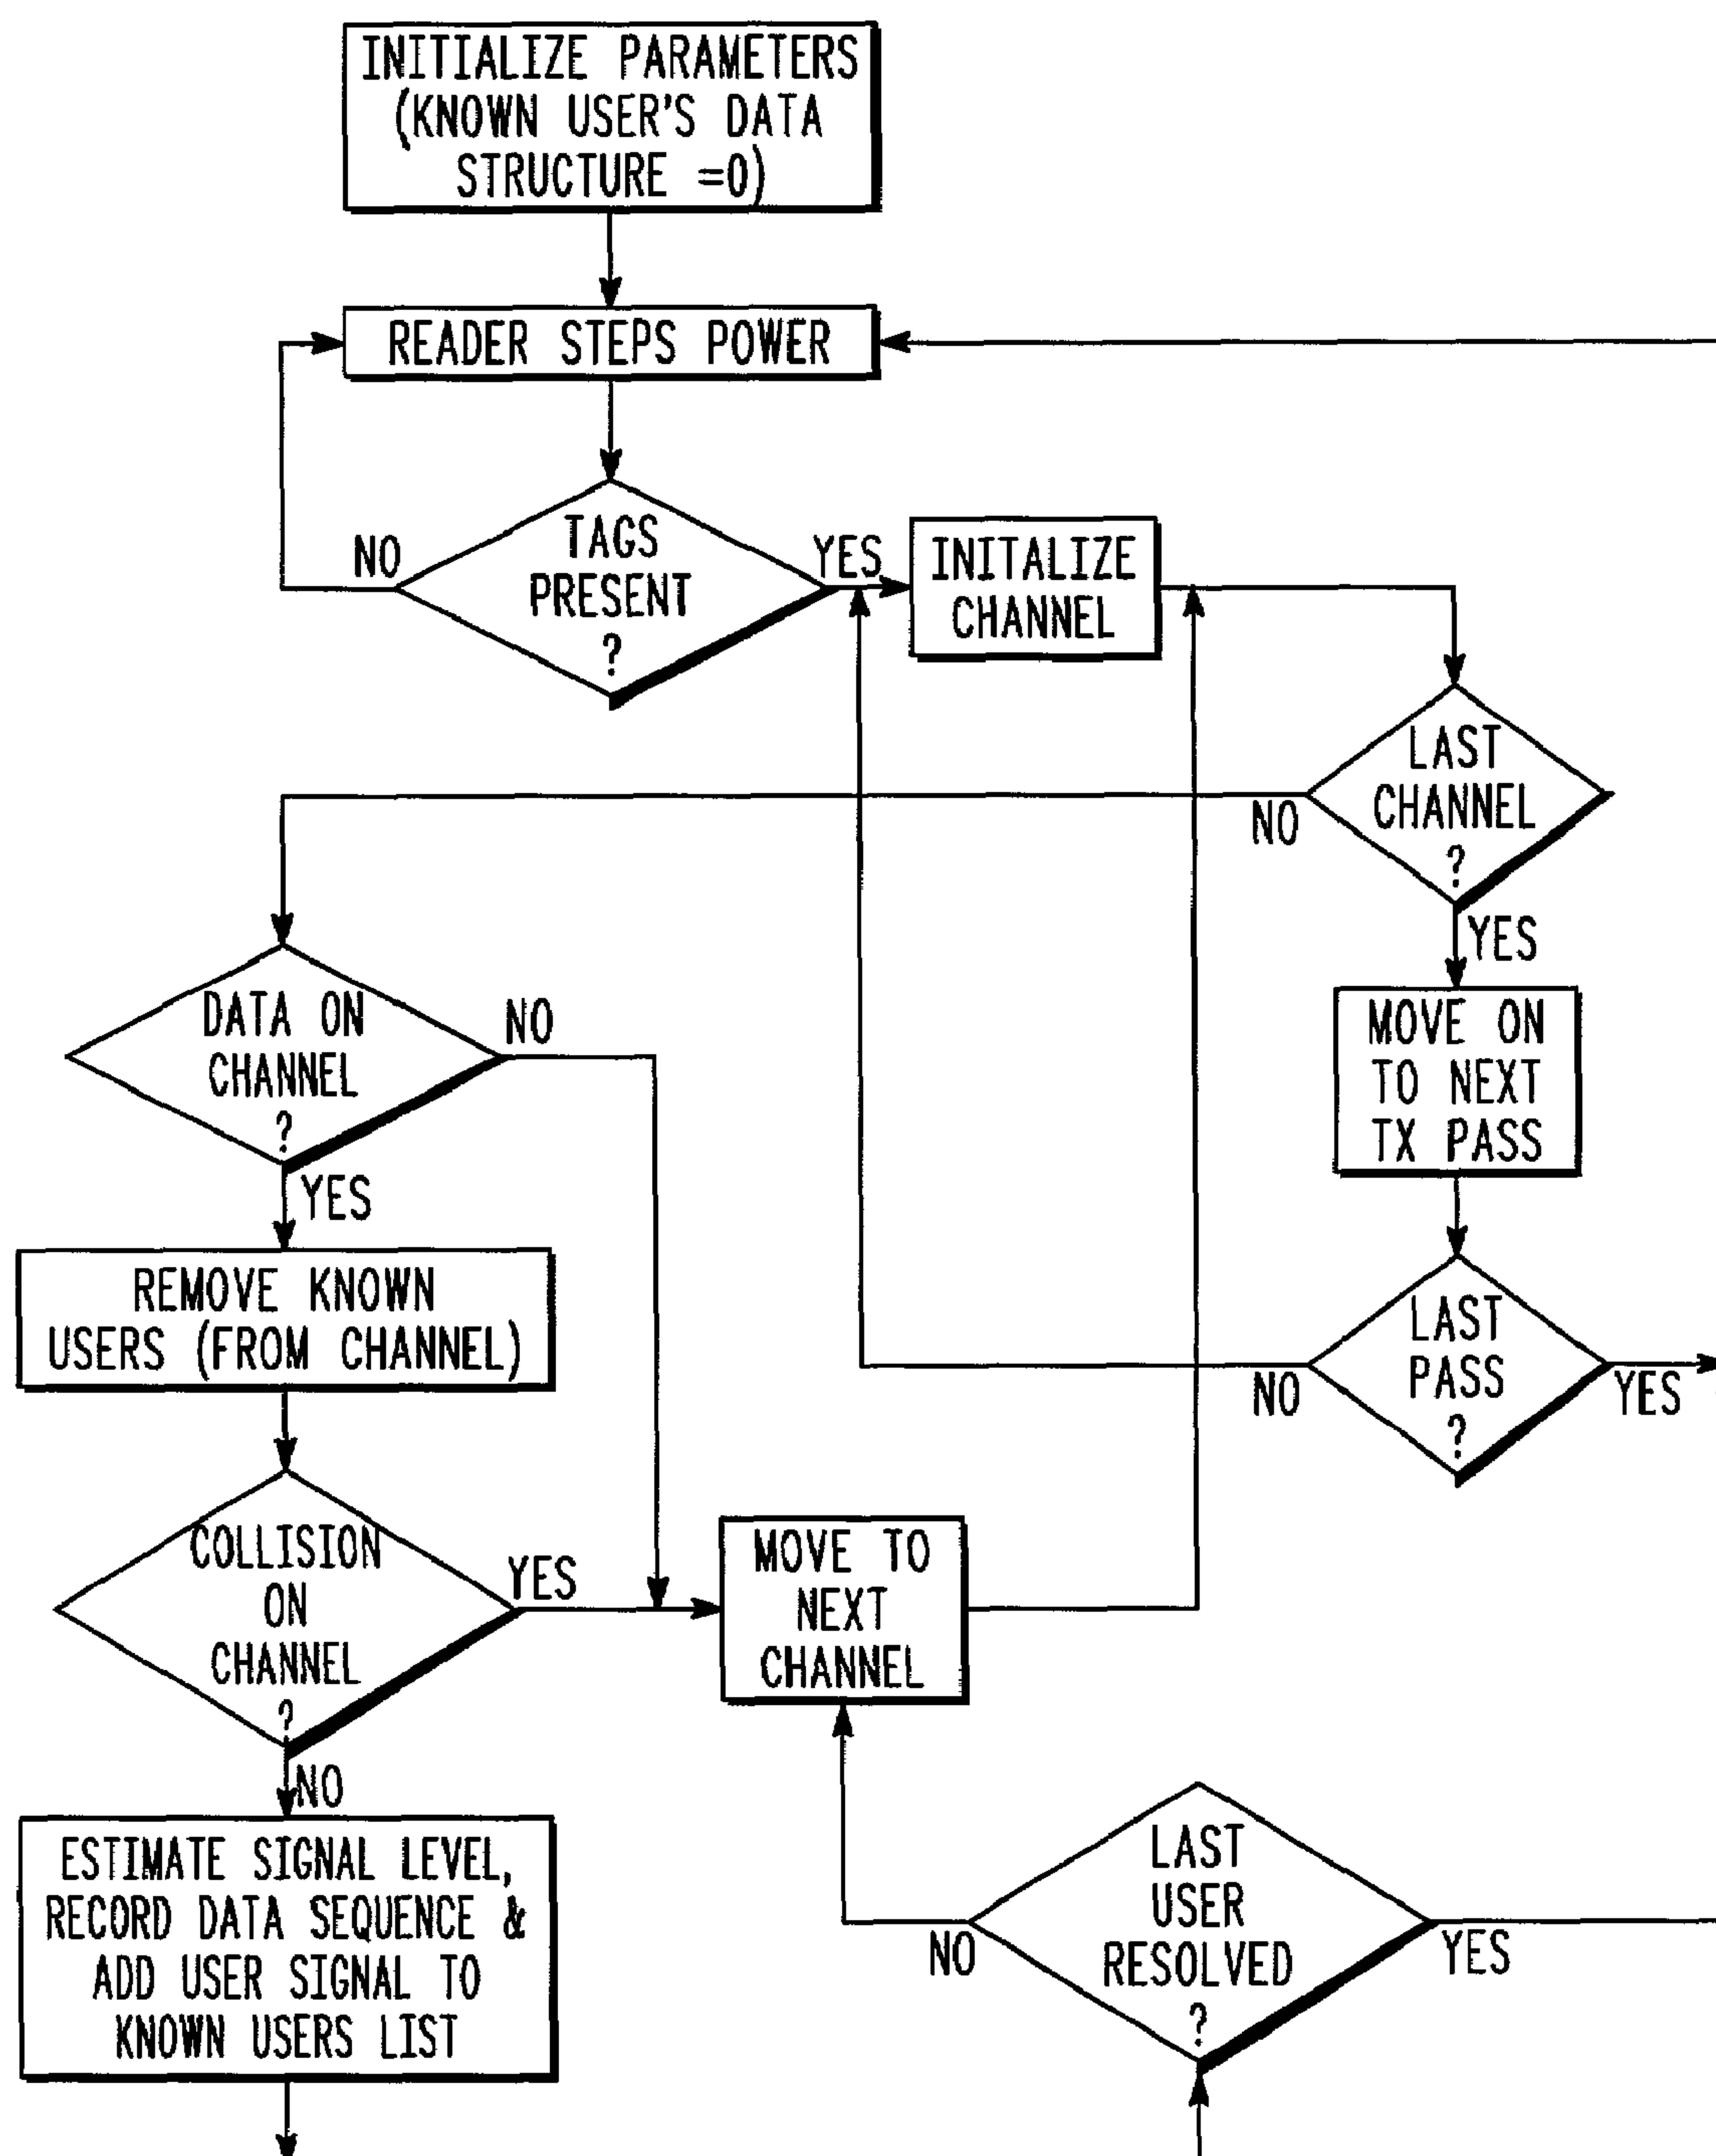 INITIALIZE PARAMETERS
(KNOWN USER'S DATA
STRUCTURE =0)
READER STEPS POWER
TAGS
PRESENT
?
NO
YES
INITALIZE
CHANNEL
LAST
CHANNEL
?
NO
YES
MOVE ON
TO NEXT
TX PASS
LAST
PASS
?
NO
YES
DATA ON
CHANNEL
?
NO
YES
REMOVE KNOWN
USERS (FROM CHANNEL)
COLLISION
ON
CHANNEL
?
YES
NO
MOVE TO
NEXT
CHANNEL
ESTIMATE SIGNAL LEVEL,
RECORD DATA SEQUENCE &
ADD USER SIGNAL TO
KNOWN USERS LIST
LAST
USER
RESOLVED
?
NO
YES